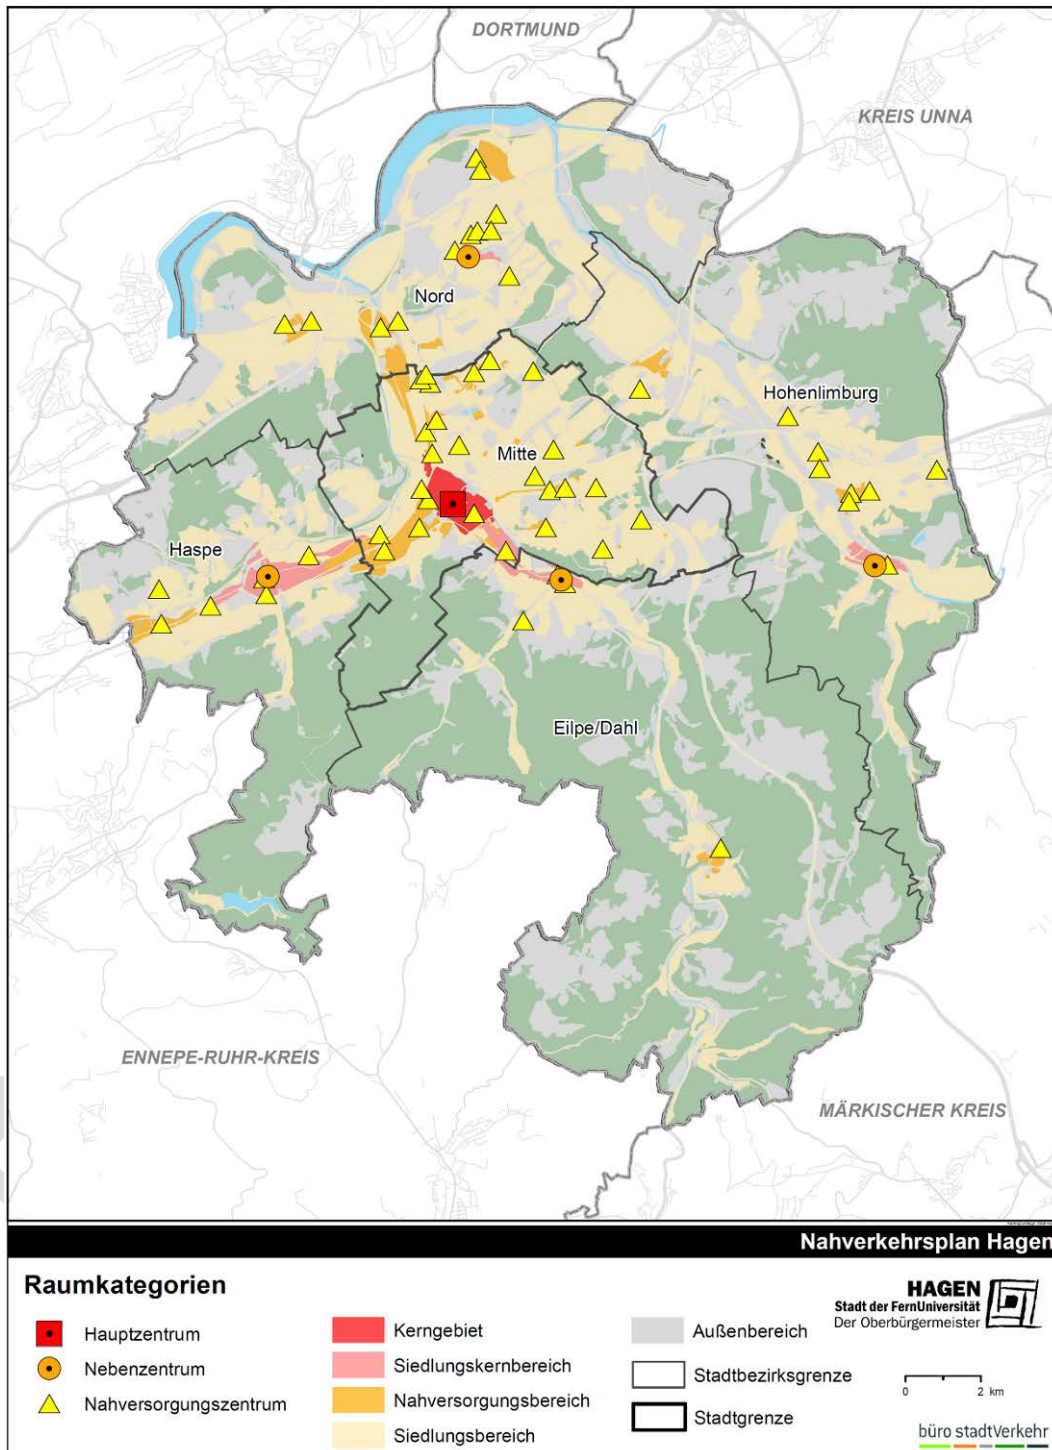 DORTMUND
KREIS UNNA
Nord
Hohenlimburg
Mitte
Haspe
Eilpe/Dahl
ENNEPE-RUHR-KREIS
MÄRKISCHER KREIS
Nahverkehrsplan Hagen
Raumkategorien
Hauptzentrum
Nebenzentrum
Nahversorgungszentrum
Kerngebiet
Siedlungskernbereich
Nahversorgungsbereich
Siedlungsbereich
Außenbereich
Stadtbezirksgrenze
Stadtgrenze
HAGEN
Stadt der FernUniversität
Der Oberbürgermeister
0 2 km
büro stadtVerkehr